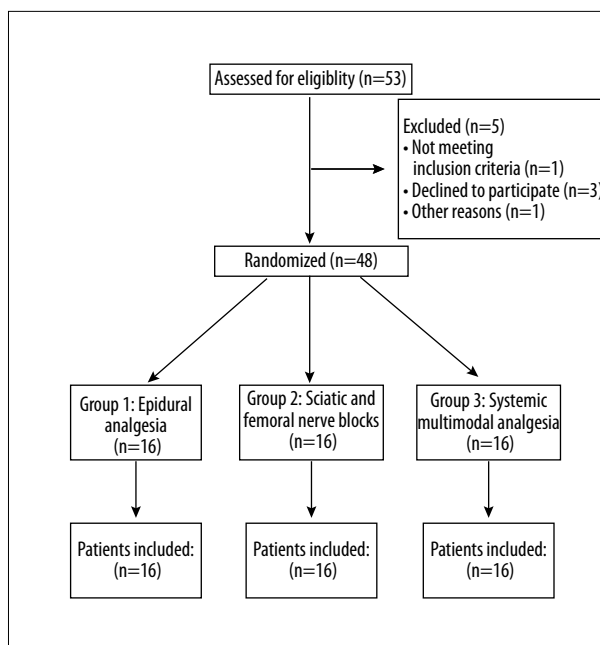 Assessed for eligiblity (n=53)
Excluded (n=5)
• Not meeting
inclusion criteria (n=1)
• Declined to participate (n=3)
• Other reasons (n=1)
Randomized (n=48)
Group 1: Epidural
analgesia
(n=16)
Group 2: Sciatic and
femoral nerve blocks
(n=16)
Group 3: Systemic
multimodal analgesia
(n=16)
Patients included:
(n=16)
Patients included:
(n=16)
Patients included:
(n=16)